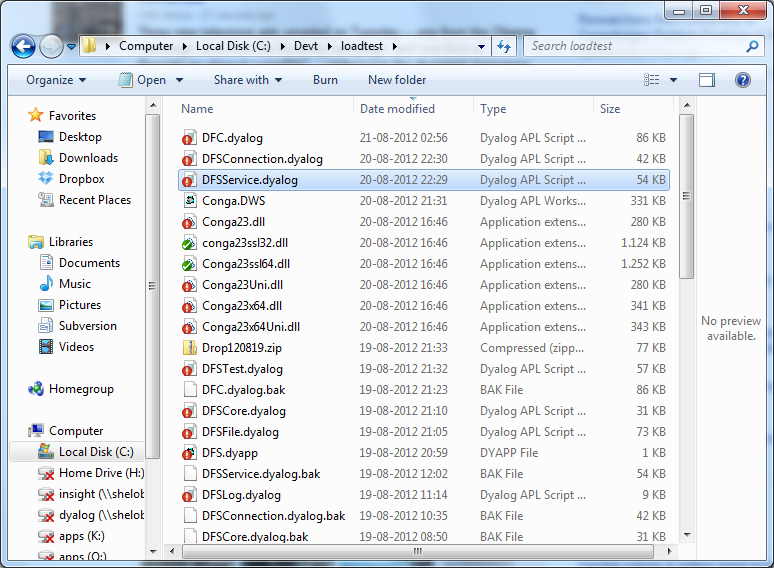 Computer Local Disk (C:) Devt loadtest Search loadtest
Organize Open Share with Burn New folder
Favorites
Desktop
Downloads
Dropbox
Recent Places
Libraries
Documents
Music
Pictures
Subversion
Videos
Homegroup
Computer
Local Disk (C:)
Home Drive (H:)
insight (\\shelob
dyalog (\\shelob
apps (K:)
apps (O:)
Name Date modified Type Size
DFC.dyalog 21-08-2012 02:56 Dyalog APL Script ... 86 KB
DFSConnection.dyalog 20-08-2012 22:30 Dyalog APL Script ... 42 KB
DFSService.dyalog 20-08-2012 22:29 Dyalog APL Script ... 54 KB
Conga.DWS 20-08-2012 21:31 Dyalog APL Works... 331 KB
Conga23.dll 20-08-2012 16:46 Application extens... 280 KB
conga23ssl32.dll 20-08-2012 16:46 Application extens... 1.124 KB
Conga23ssl64.dll 20-08-2012 16:46 Application extens... 1.252 KB
Conga23Uni.dll 20-08-2012 16:46 Application extens... 280 KB
Conga23x64.dll 20-08-2012 16:46 Application extens... 341 KB
Conga23x64Uni.dll 20-08-2012 16:46 Application extens... 343 KB
Drop120819.zip 19-08-2012 21:33 Compressed (zipp... 77 KB
DFSTest.dyalog 19-08-2012 21:32 Dyalog APL Script ... 57 KB
DFC.dyalog.bak 19-08-2012 21:23 BAK File 86 KB
DFSCore.dyalog 19-08-2012 21:10 Dyalog APL Script ... 31 KB
DFSFile.dyalog 19-08-2012 21:05 Dyalog APL Script ... 73 KB
DFS.dyapp 19-08-2012 20:59 DYAPP File 1 KB
DFSService.dyalog.bak 19-08-2012 12:02 BAK File 54 KB
DFSLog.dyalog 19-08-2012 11:14 Dyalog APL Script ... 9 KB
DFSConnection.dyalog.bak 19-08-2012 10:35 BAK File 42 KB
DFSCore.dyalog.bak 19-08-2012 08:50 BAK File 31 KB
No preview
available.